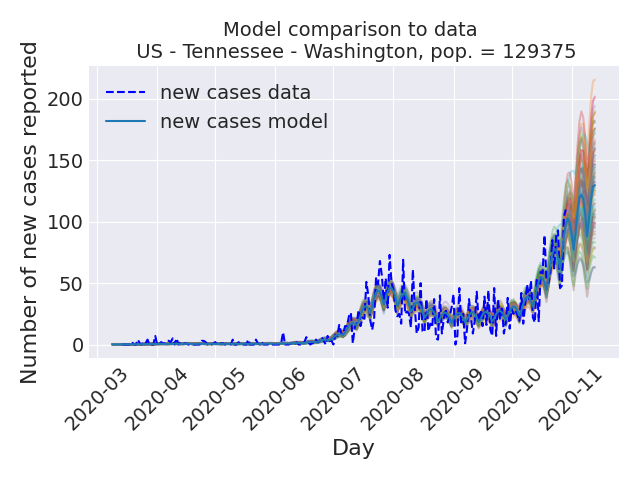 Model comparison to data
US - Tennessee - Washington, pop. = 129375
Number of new cases reported
200
150
100
50
0
new cases data
new cases model
2020-03
2020-04
2020-05
2020-06
2020-07
2020-08
2020-09
2020-10
2020-11
Day